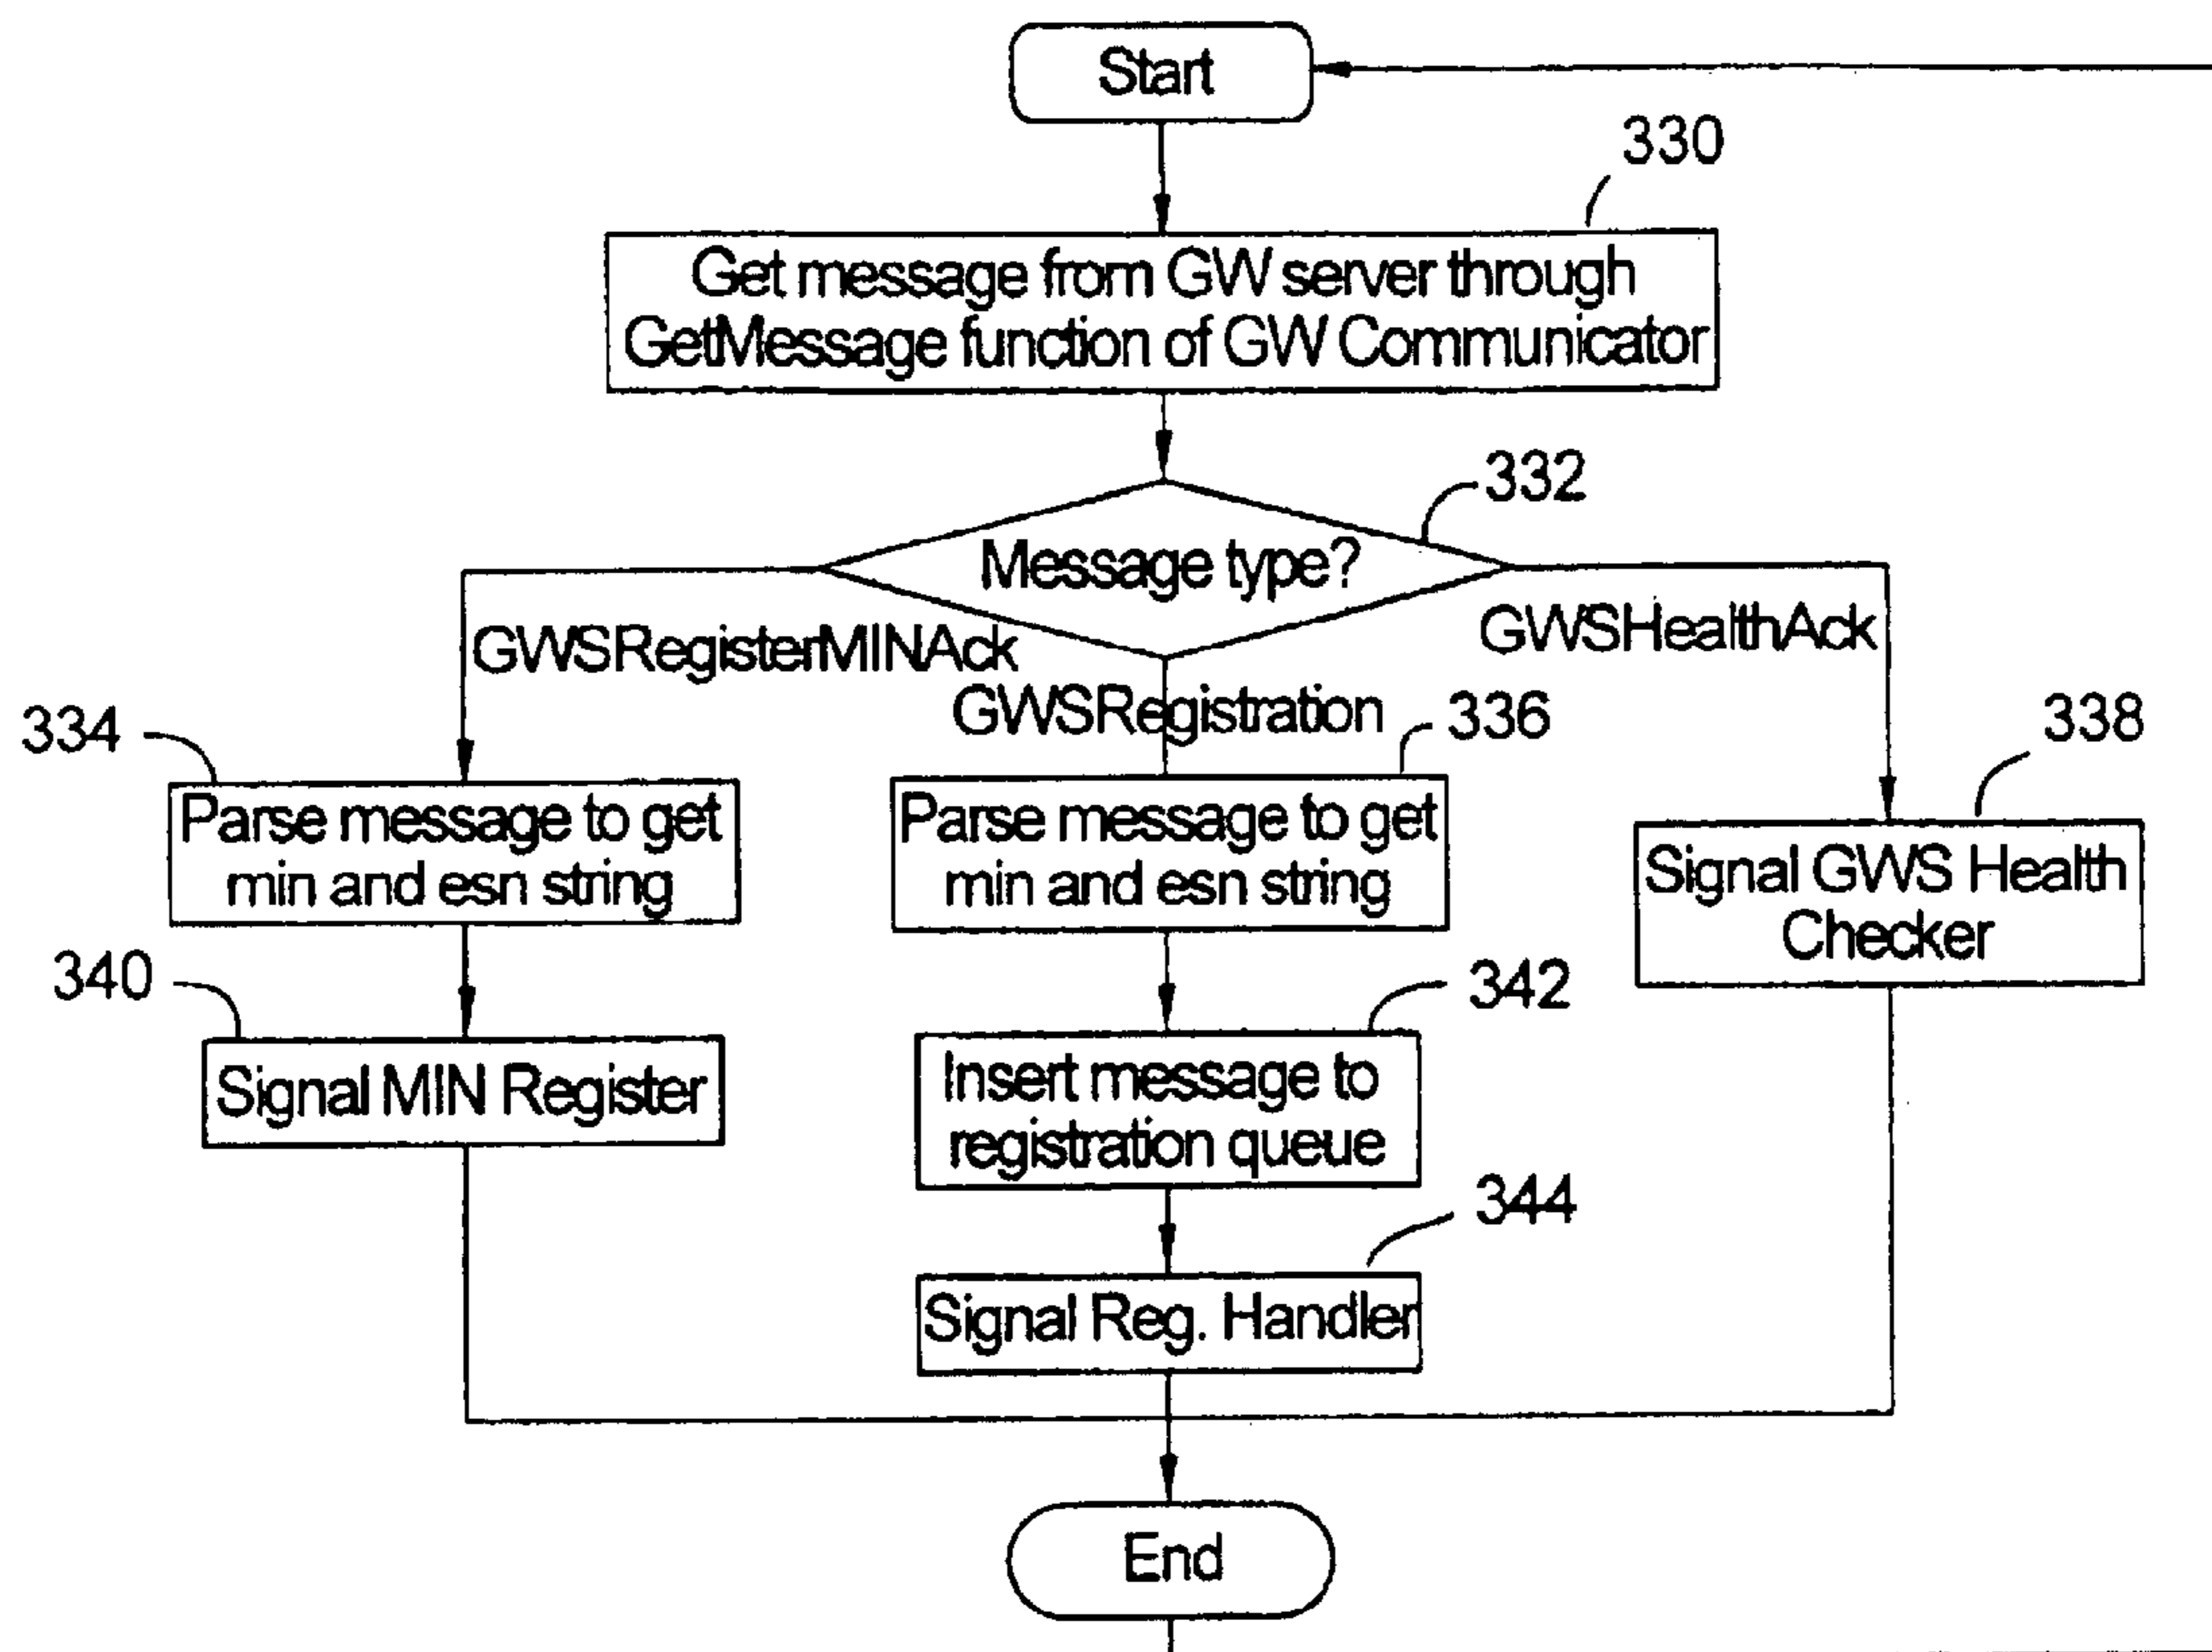 Start
330
Get message from GW server through
GetMessage function of GW Communicator
332
Message type?
GWSRegisterMINAck
GWSRegistration
GWSHealthAck
334
336
338
Parse message to get
min and esn string
Parse message to get
min and esn string
Signal GWS Health
Checker
340
342
Signal MIN Register
Insert message to
registration queue
344
Signal Reg. Handler
End